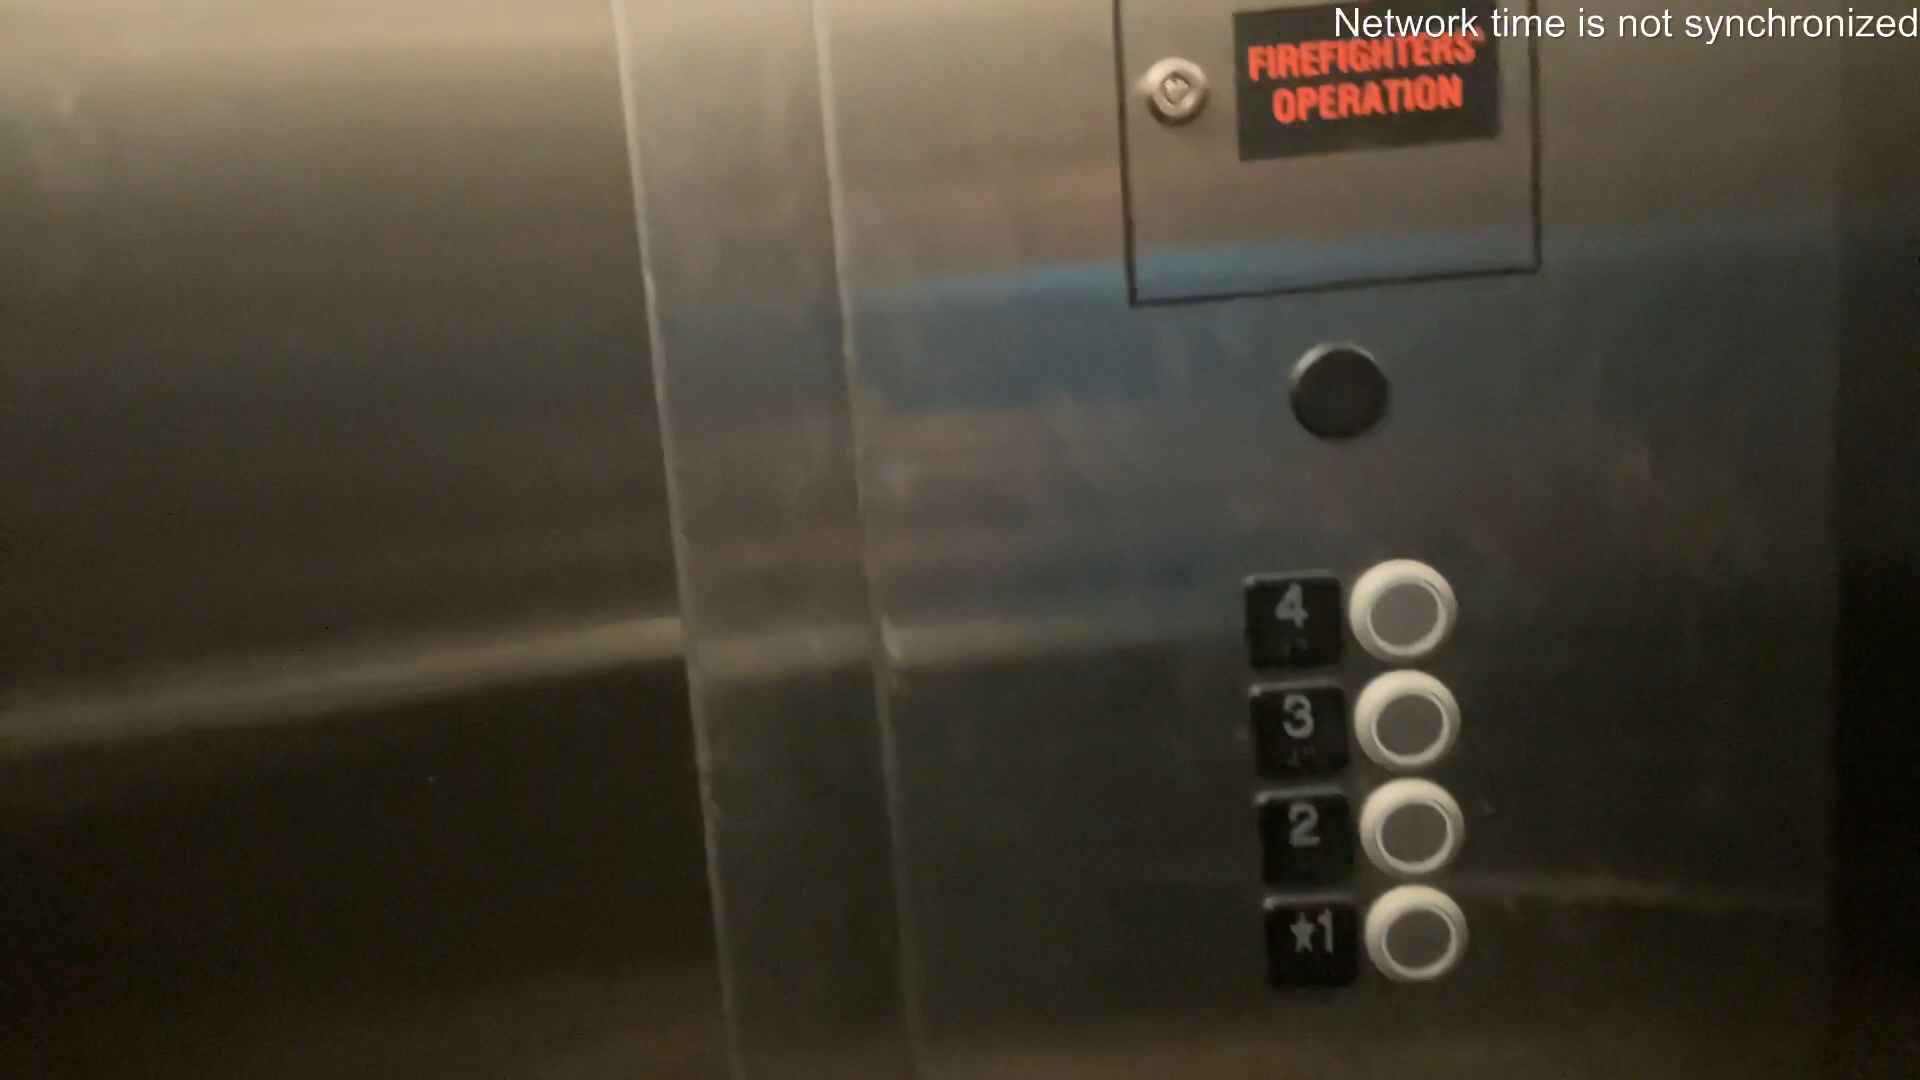 Network time is not synchronized
FIREFIGHTERS'
OPERATION
4
3
2
★1